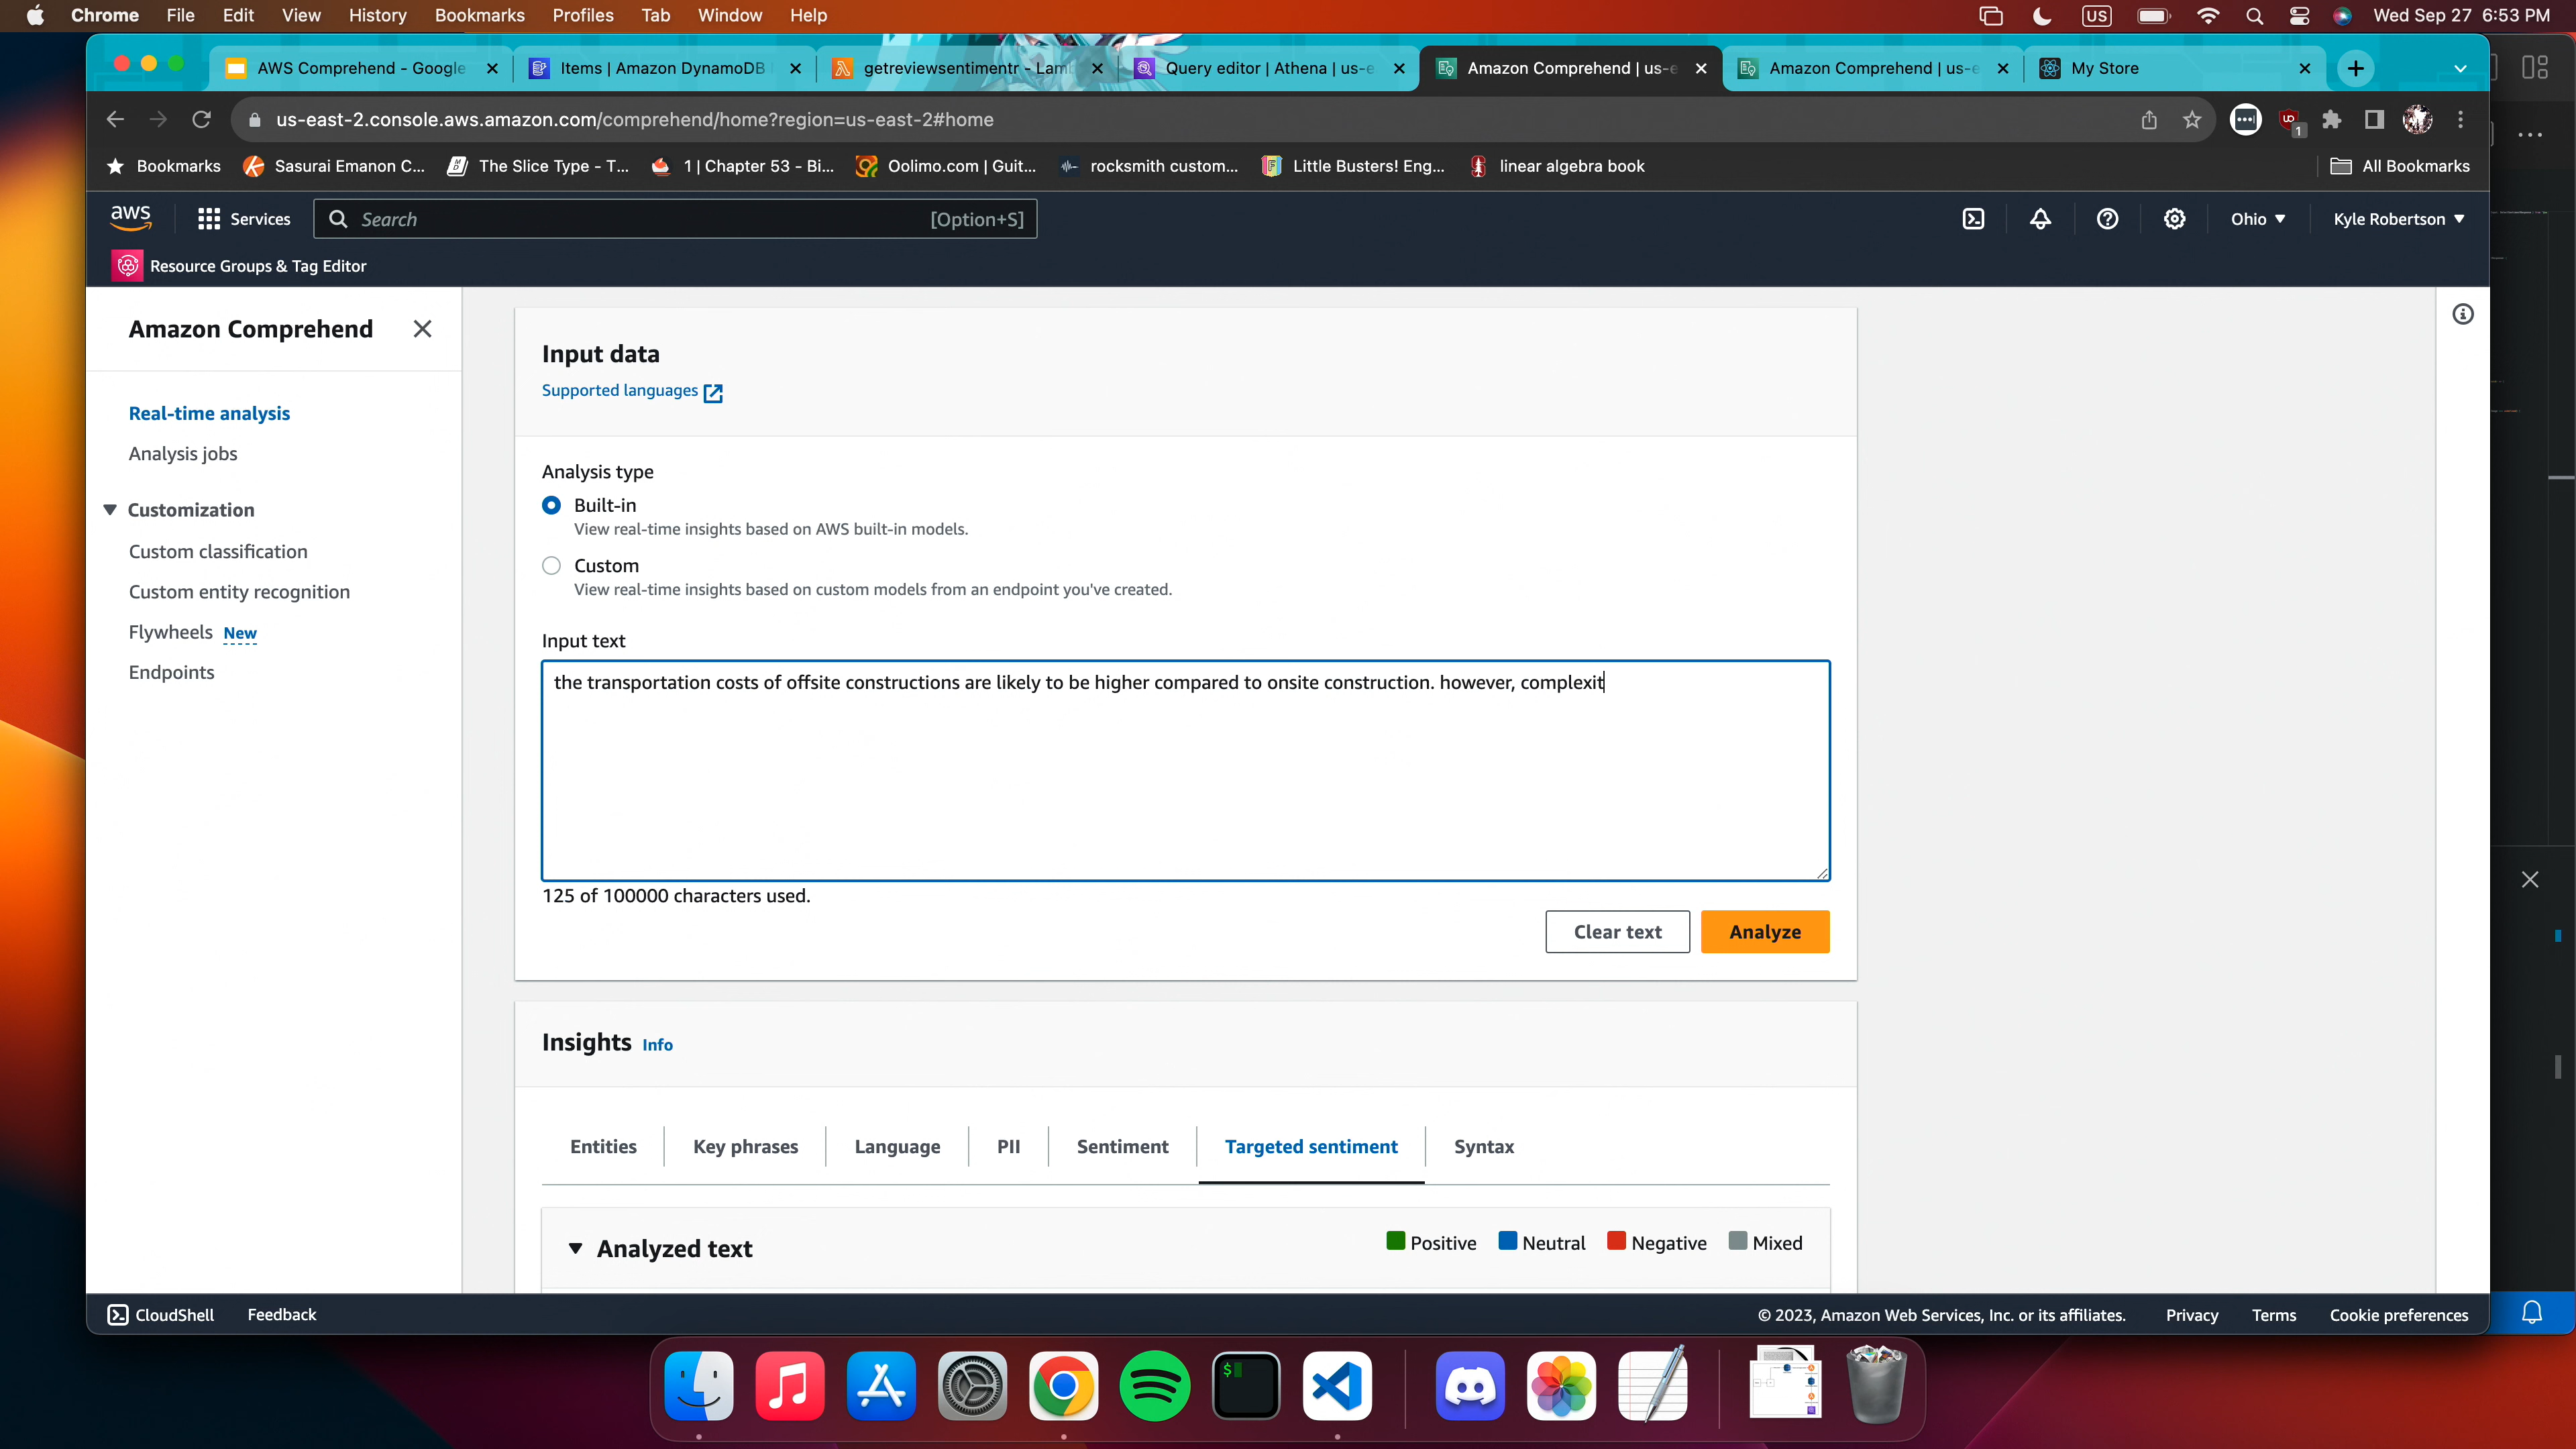 Chrome File Edit View History Bookmarks Profiles Tab Window Help US Wed Sep 27 6:53 PM
AWS Comprehend - Google Items | Amazon DynamoDB getreviewsentimentr - Lam Query editor | Athena | us-e Amazon Comprehend | us-e Amazon Comprehend | us-e My Store
us-east-2.console.aws.amazon.com/comprehend/home?region=us-east-2#home 1
Bookmarks Sasurai Emanon C... The Slice Type - T... 1 | Chapter 53 - Bi... Oolimo.com | Guit... rocksmith custom... Little Busters! Eng... linear algebra book All Bookmarks
aws Services Search [Option+S] Ohio Kyle Robertson
Resource Groups & Tag Editor
Amazon Comprehend
Real-time analysis
Analysis jobs
Customization
Custom classification
Custom entity recognition
Flywheels New
Endpoints
Input data
Supported languages
Analysis type
Built-in
View real-time insights based on AWS built-in models.
Custom
View real-time insights based on custom models from an endpoint you've created.
Input text
the transportation costs of offsite constructions are likely to be higher compared to onsite construction. however, complexit
125 of 100000 characters used.
Clear text Analyze
Insights Info
Entities Key phrases Language PII Sentiment Targeted sentiment Syntax
Analyzed text Positive Neutral Negative Mixed
CloudShell Feedback © 2023, Amazon Web Services, Inc. or its affiliates. Privacy Terms Cookie preferences